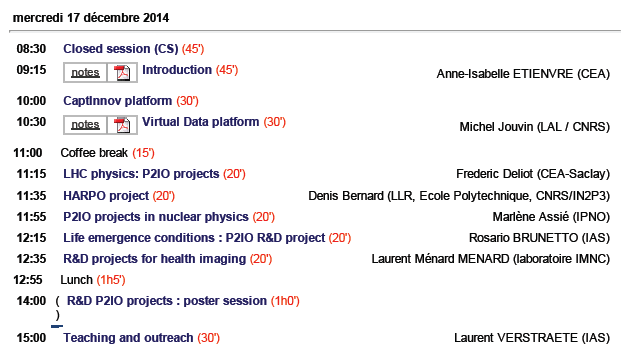 mercredi 17 décembre 2014
08:30 Closed session (CS) (45')
09:15 notes Introduction (45') Anne-Isabelle ETIENVRE (CEA)
10:00 CaptInnov platform (30')
10:30 notes Virtual Data platform (30') Michel Jouvin (LAL / CNRS)
11:00 Coffee break (15')
11:15 LHC physics: P2IO projects (20') Frederic Deliot (CEA-Saclay)
11:35 HARPO project (20') Denis Bernard (LLR, Ecole Polytechnique, CNRS/IN2P3)
11:55 P2IO projects in nuclear physics (20') Marlène Assié (IPNO)
12:15 Life emergence conditions : P2IO R&D project (20') Rosario BRUNETTO (IAS)
12:35 R&D projects for health imaging (20') Laurent Ménard MENARD (laboratoire IMNC)
12:55 Lunch (1h5')
14:00 ( R&D P2IO projects : poster session (1h0')
)
15:00 Teaching and outreach (30') Laurent VERSTRAETE (IAS)